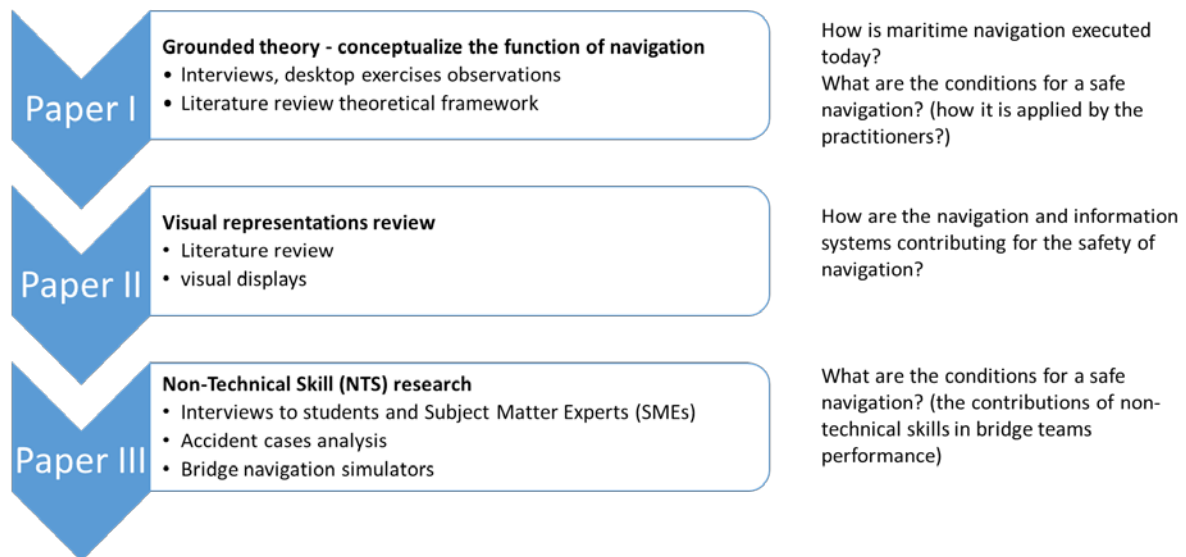 Paper I
Grounded theory - conceptualize the function of navigation
• Interviews, desktop exercises observations
• Literature review theoretical framework
How is maritime navigation executed
today?
What are the conditions for a safe
navigation? (how it is applied by the
practitioners?)
Paper II
Visual representations review
• Literature review
• visual displays
How are the navigation and information
systems contributing for the safety of
navigation?
Paper III
Non-Technical Skill (NTS) research
• Interviews to students and Subject Matter Experts (SMEs)
• Accident cases analysis
• Bridge navigation simulators
What are the conditions for a safe
navigation? (the contributions of non-
technical skills in bridge teams
performance)